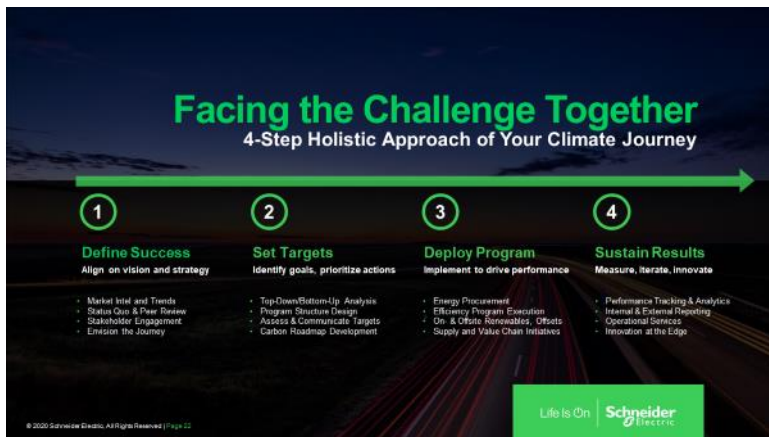 Facing the Challenge Together
4-Step Holistic Approach of Your Climate Journey
1
Define Success
Align on vision and strategy
• Market Intel and Trends
• Status Quo & Peer Review
• Stakeholder Engagement
• Envision the Journey
2
Set Targets
Identify goals, prioritize actions
• Top-Down/Bottom-Up Analysis
• Program Structure Design
• Assess & Communicate Targets
• Carbon Roadmap Development
3
Deploy Program
Implement to drive performance
• Energy Procurement
• Efficiency Program Execution
• On- & Offsite Renewables, Offsets
• Supply and Value Chain Initiatives
4
Sustain Results
Measure, iterate, innovate
• Performance Tracking & Analytics
• Internal & External Reporting
• Operational Services
• Innovation at the Edge
© 2020 Schneider Electric, All Rights Reserved | Page 22
Life Is On
Schneider
Electric